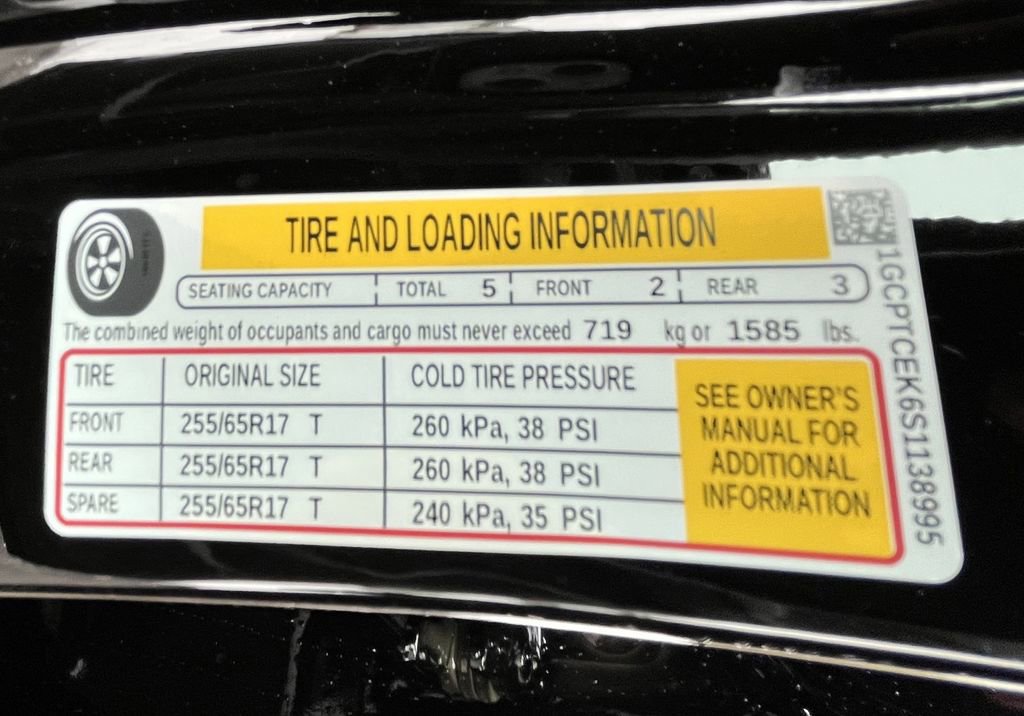 TIRE AND LOADING INFORMATION
SEATING CAPACITY TOTAL 5 FRONT 2 REAR 3
The combined weight of occupants and cargo must never exceed 719 kg or 1585 lbs.
TIRE ORIGINAL SIZE COLD TIRE PRESSURE
FRONT 255/65R17 T 260 kPa, 38 PSI
REAR 255/65R17 T 260 kPa, 38 PSI
SPARE 255/65R17 T 240 kPa, 35 PSI
SEE OWNER'S
MANUAL FOR
ADDITIONAL
INFORMATION
1GCPTCEK6S1138995